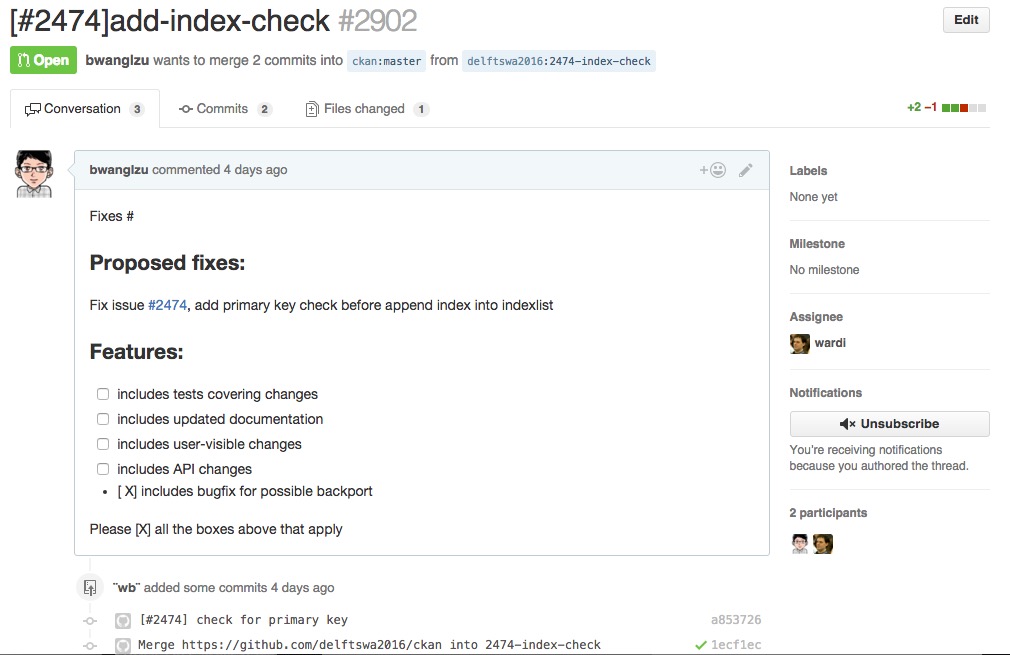 [#2474]add-index-check #2902
Edit
Open bwanglzu wants to merge 2 commits into ckan:master from delftswa2016:2474-index-check
Conversation 3 Commits 2 Files changed 1
+2 −1
bwanglzu commented 4 days ago
Fixes #
Proposed fixes:
Fix issue #2474, add primary key check before append index into indexlist
Features:
includes tests covering changes
includes updated documentation
includes user-visible changes
includes API changes
• [ X] includes bugfix for possible backport
Please [X] all the boxes above that apply
Labels
None yet
Milestone
No milestone
Assignee
wardi
Notifications
Unsubscribe
You're receiving notifications
because you authored the thread.
2 participants
¨wb¨ added some commits 4 days ago
[#2474] check for primary key a853726
Merge https://github.com/delftswa2016/ckan into 2474-index-check 1ecf1ec